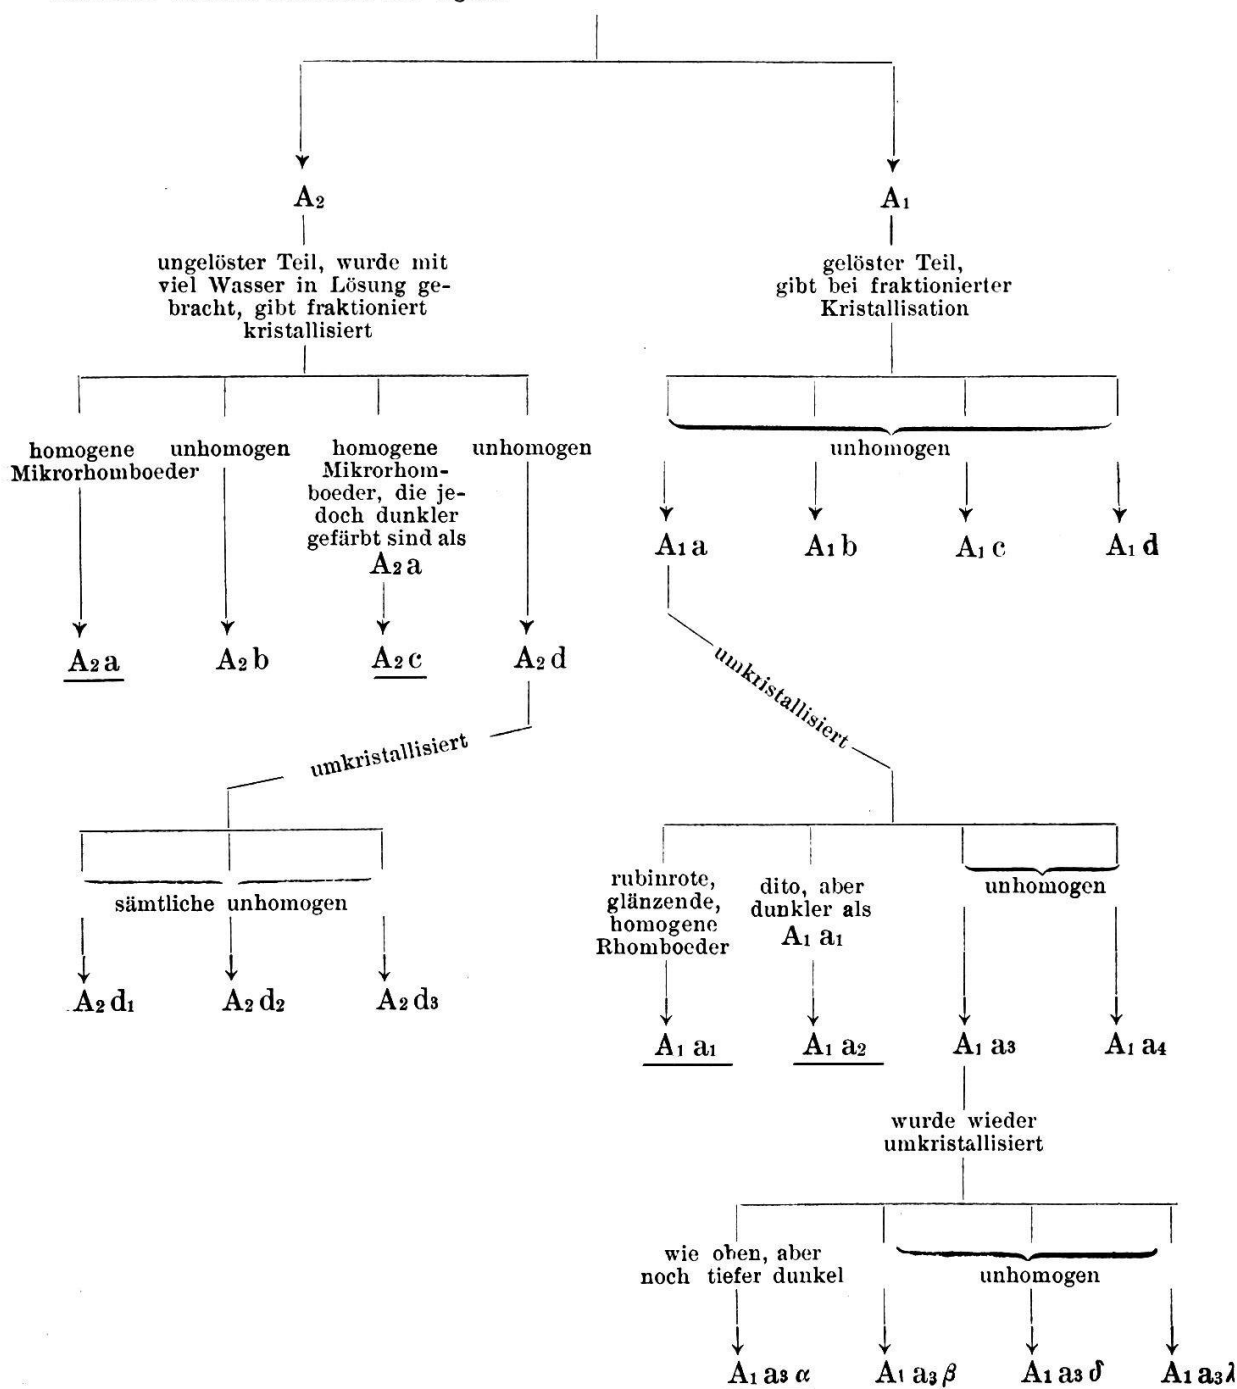 A2
A1
ungelöster Teil, wurde mit
viel Wasser in Lösung ge-
bracht, gibt fraktioniert
kristallisiert
gelöster Teil,
gibt bei fraktionierter
Kristallisation
homogene
Mikrorhomboeder
unhomogen
homogene
Mikrorhom-
boeder, die je-
doch dunkler
gefärbt sind als
A2 a
unhomogen
unhomogen
A2 a
A2 b
A2 c
A2 d
A1 a
A1 b
A1 c
A1 d
umkristallisiert
umkristallisiert
sämtliche unhomogen
A2 d1
A2 d2
A2 d3
rubinrote,
glänzende,
homogene
Rhomboeder
dito, aber
dunkler als
A1 a1
unhomogen
A1 a1
A1 a2
A1 a3
A1 a4
wurde wieder
umkristallisiert
wie oben, aber
noch tiefer dunkel
unhomogen
A1 a3 α
A1 a3 β
A1 a3 δ
A1 a3 λ